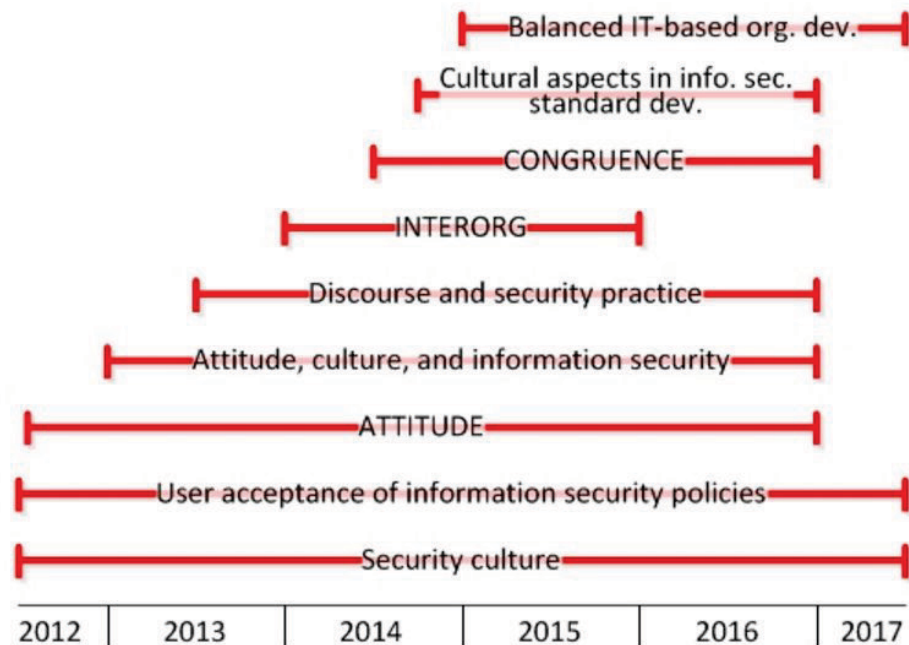 Balanced IT-based org. dev.
Cultural aspects in info. sec.
standard dev.
CONGRUENCE
INTERORG
Discourse and security practice
Attitude, culture, and information security
ATTITUDE
User acceptance of information security policies
Security culture
2012 2013 2014 2015 2016 2017